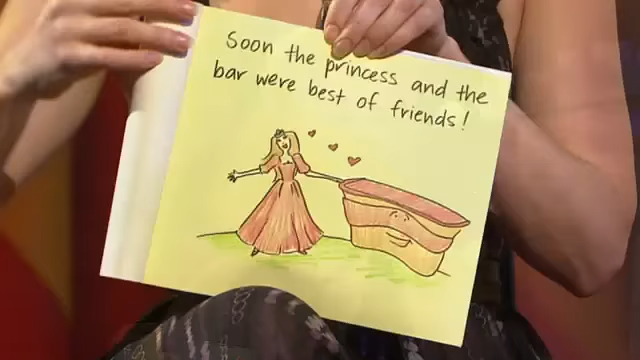 Soon the princess and the
bar were best of friends!